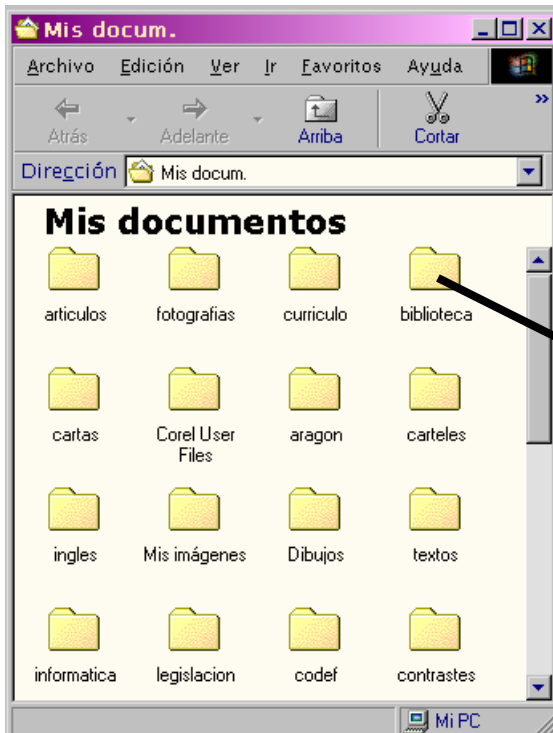 Mis docum.
Archivo Edición Ver Ir Favoritos Ayuda
Atrás Adelante Arriba Cortar »
Dirección Mis docum.
Mis documentos
articulos fotografias curriculo biblioteca
cartas Corel User Files aragon carteles
ingles Mis imágenes Dibujos textos
informatica legislacion codef contrastes
Mi PC